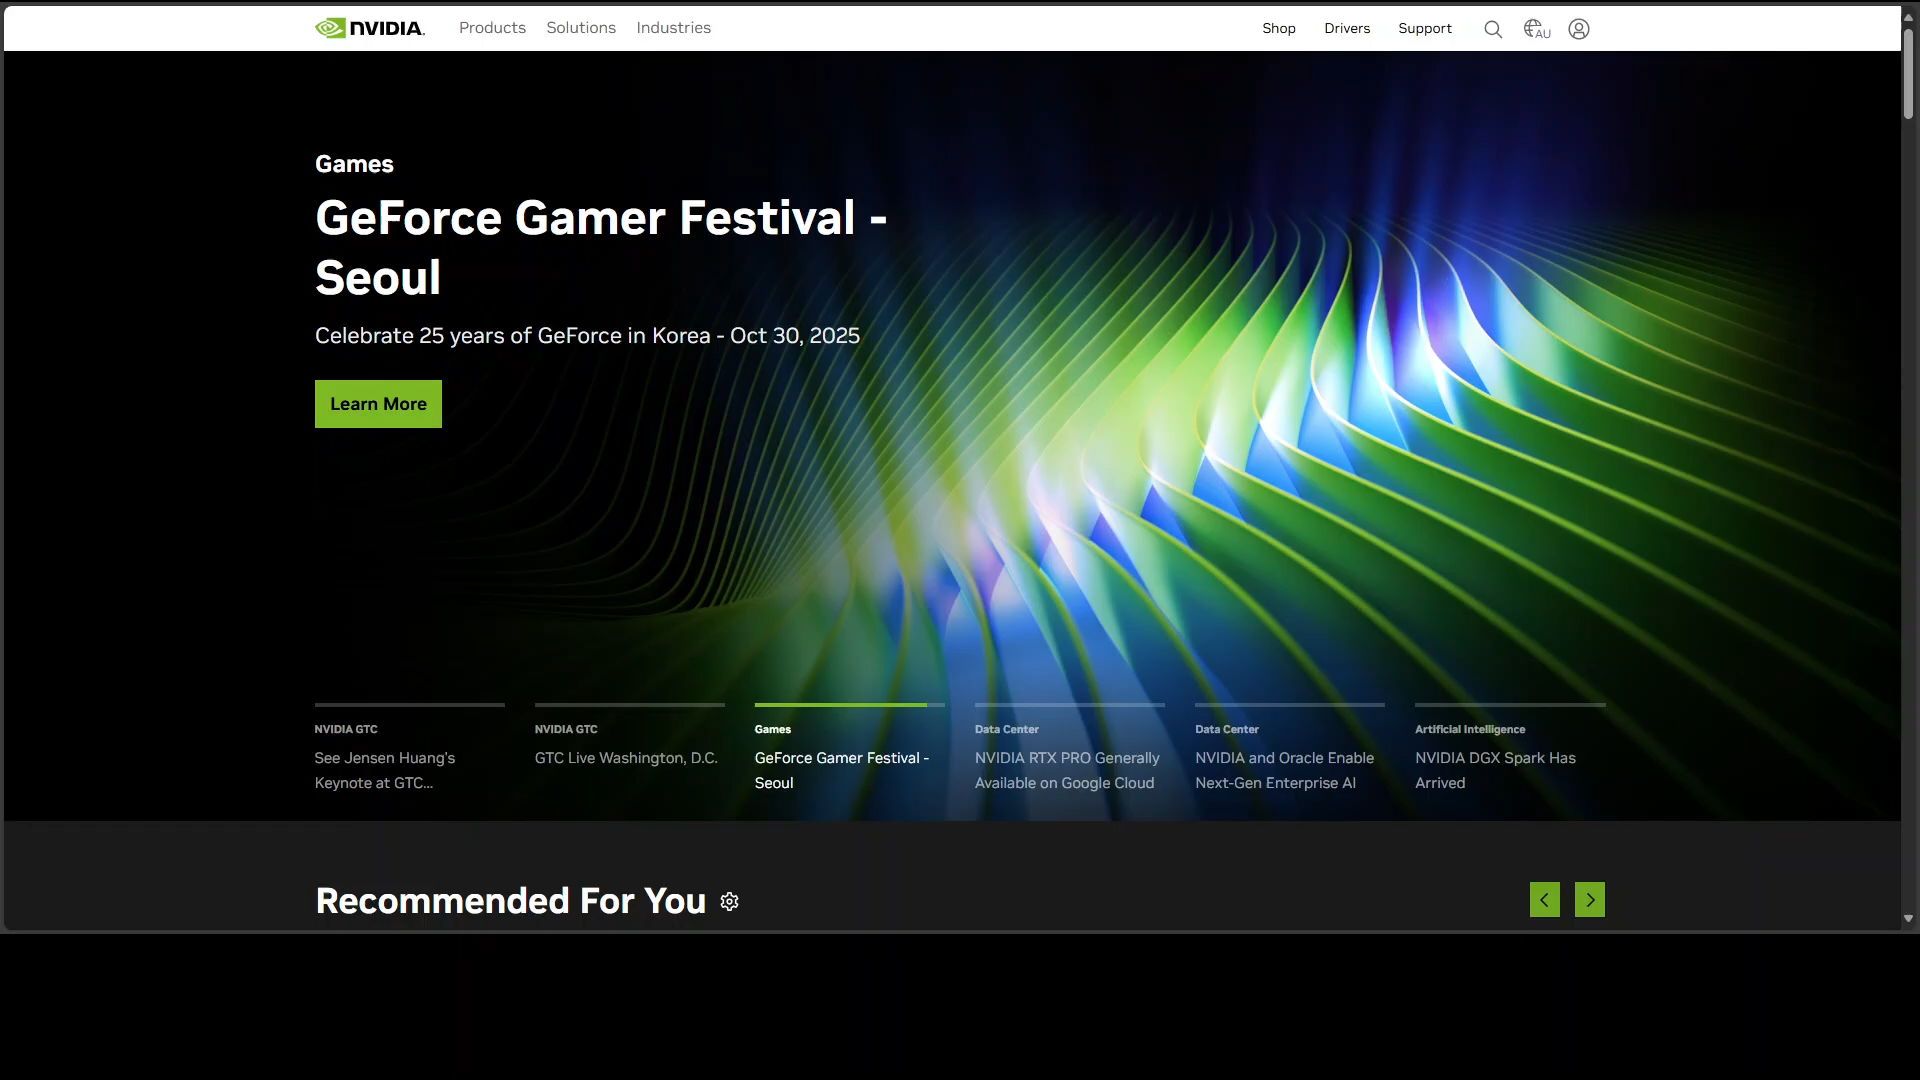 NVIDIA.
Products Solutions Industries
Shop Drivers Support AU
Games
GeForce Gamer Festival -
Seoul
Celebrate 25 years of GeForce in Korea - Oct 30, 2025
Learn More
NVIDIA GTC
See Jensen Huang's
Keynote at GTC...
NVIDIA GTC
GTC Live Washington, D.C.
Games
GeForce Gamer Festival -
Seoul
Data Center
NVIDIA RTX PRO Generally
Available on Google Cloud
Data Center
NVIDIA and Oracle Enable
Next-Gen Enterprise AI
Artificial Intelligence
NVIDIA DGX Spark Has
Arrived
Recommended For You